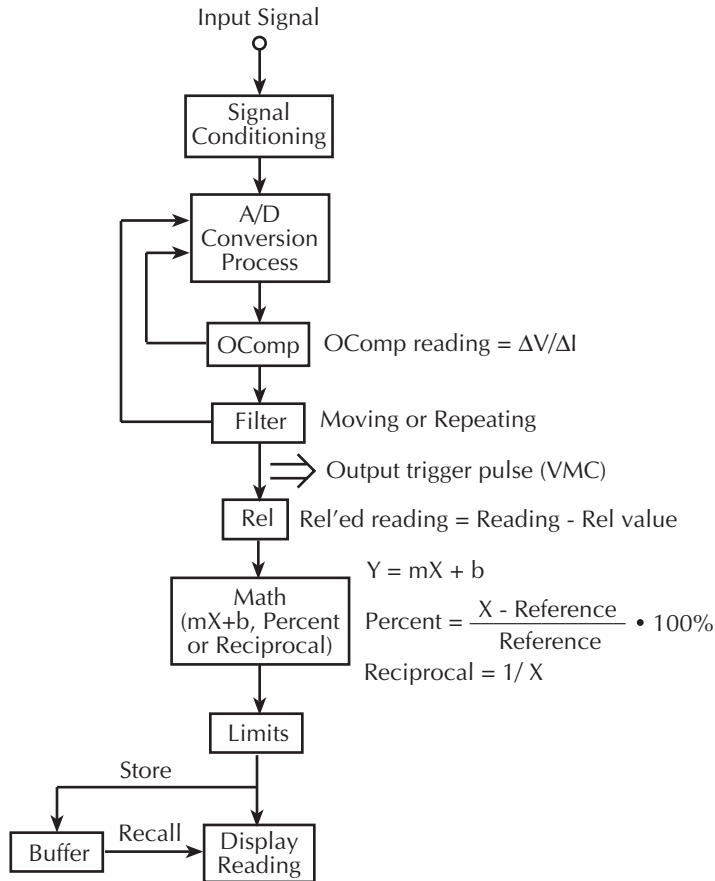 Input Signal
Signal
Conditioning
A/D
Conversion
Process
OComp
OComp reading = ΔV/ΔI
Filter
Moving or Repeating
Output trigger pulse (VMC)
Rel
Rel'ed reading = Reading - Rel value
Math
(mX+b, Percent
or Reciprocal)
Y = mX + b
Percent = X - Reference
Reference
• 100%
Reciprocal = 1/ X
Limits
Store
Buffer
Recall
Display
Reading